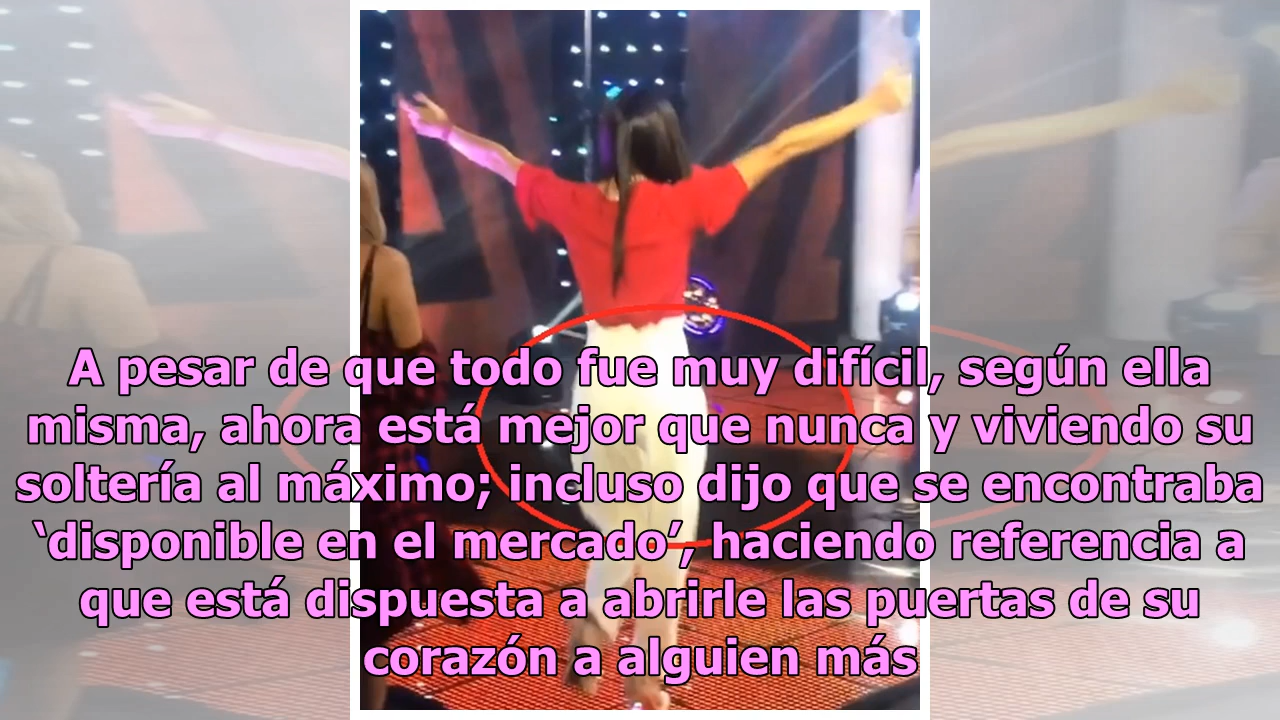 A pesar de que todo fue muy difícil, según ella
misma, ahora está mejor que nunca y viviendo su
soltería al máximo; incluso dijo que se encontraba
‘disponible en el mercado’, haciendo referencia a
que está dispuesta a abrirle las puertas de su
corazón a alguien más